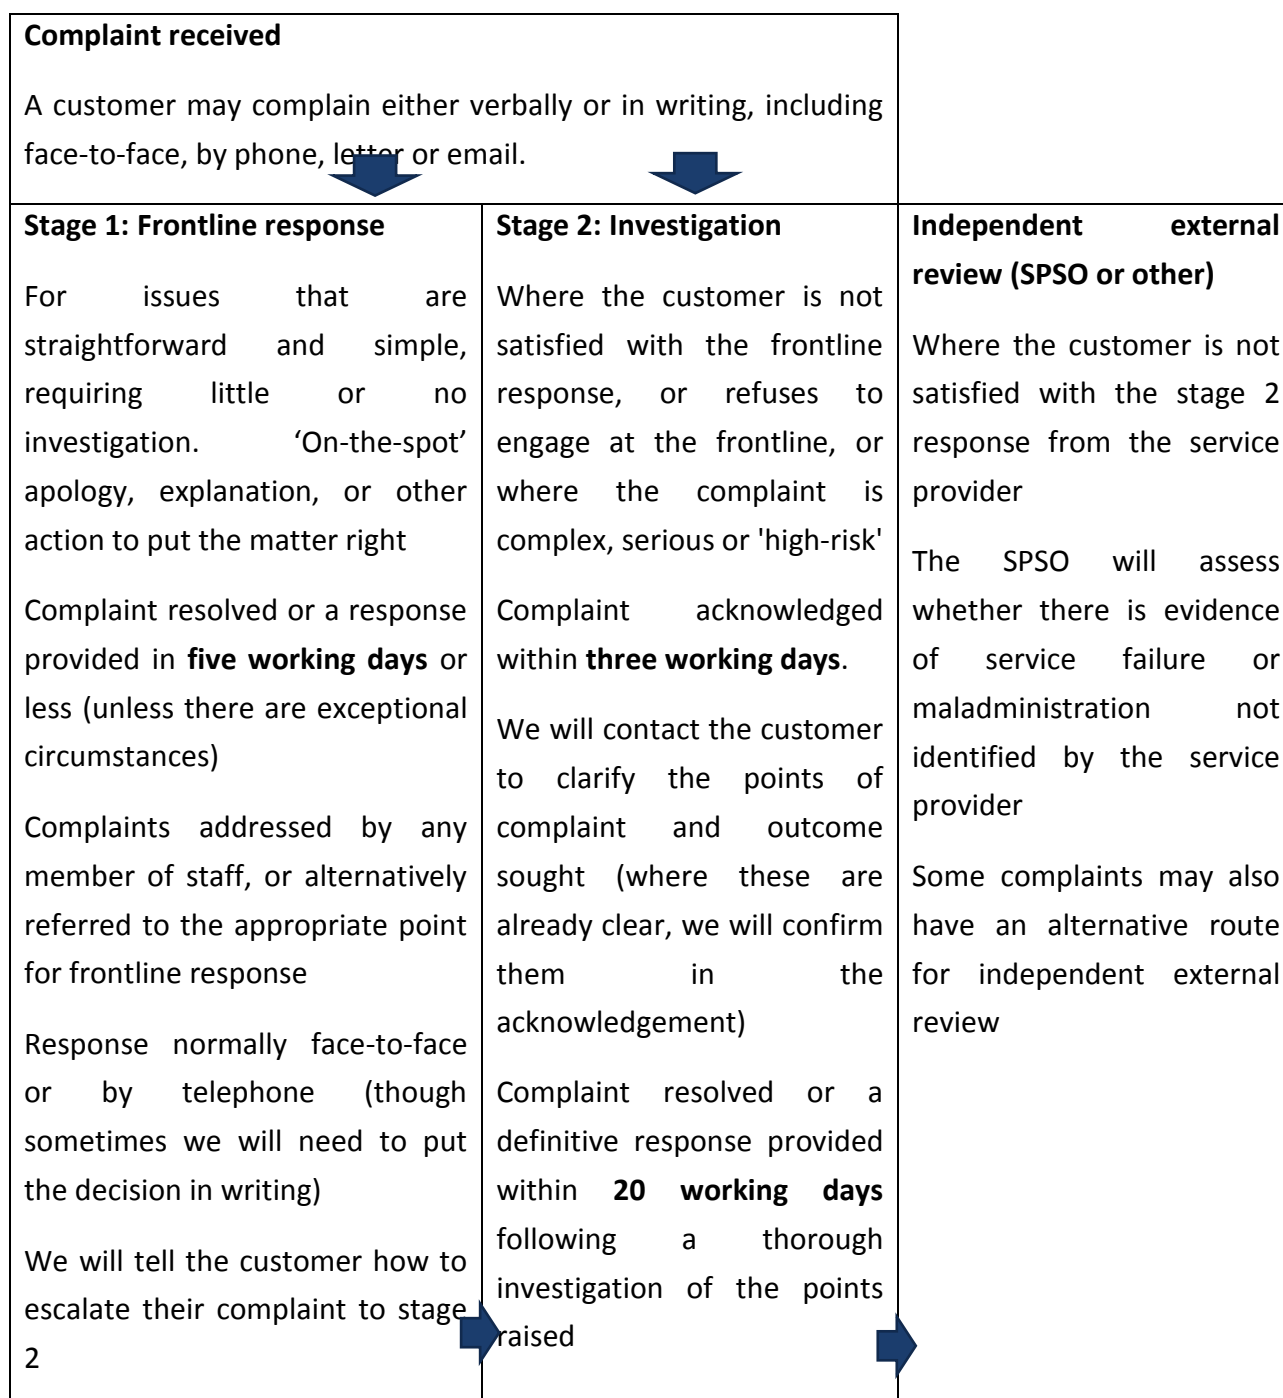 Complaint received
A customer may complain either verbally or in writing, including
face-to-face, by phone, letter or email.
Stage 1: Frontline response
For issues that are
straightforward and simple,
requiring little or no
investigation. ‘On-the-spot’
apology, explanation, or other
action to put the matter right
Complaint resolved or a response
provided in five working days or
less (unless there are exceptional
circumstances)
Complaints addressed by any
member of staff, or alternatively
referred to the appropriate point
for frontline response
Response normally face-to-face
or by telephone (though
sometimes we will need to put
the decision in writing)
We will tell the customer how to
escalate their complaint to stage
2
Stage 2: Investigation
Where the customer is not
satisfied with the frontline
response, or refuses to
engage at the frontline, or
where the complaint is
complex, serious or 'high-risk'
Complaint acknowledged
within three working days.
We will contact the customer
to clarify the points of
complaint and outcome
sought (where these are
already clear, we will confirm
them in the
acknowledgement)
Complaint resolved or a
definitive response provided
within 20 working days
following a thorough
investigation of the points
raised
Independent external
review (SPSO or other)
Where the customer is not
satisfied with the stage 2
response from the service
provider
The SPSO will assess
whether there is evidence
of service failure or
maladministration not
identified by the service
provider
Some complaints may also
have an alternative route
for independent external
review